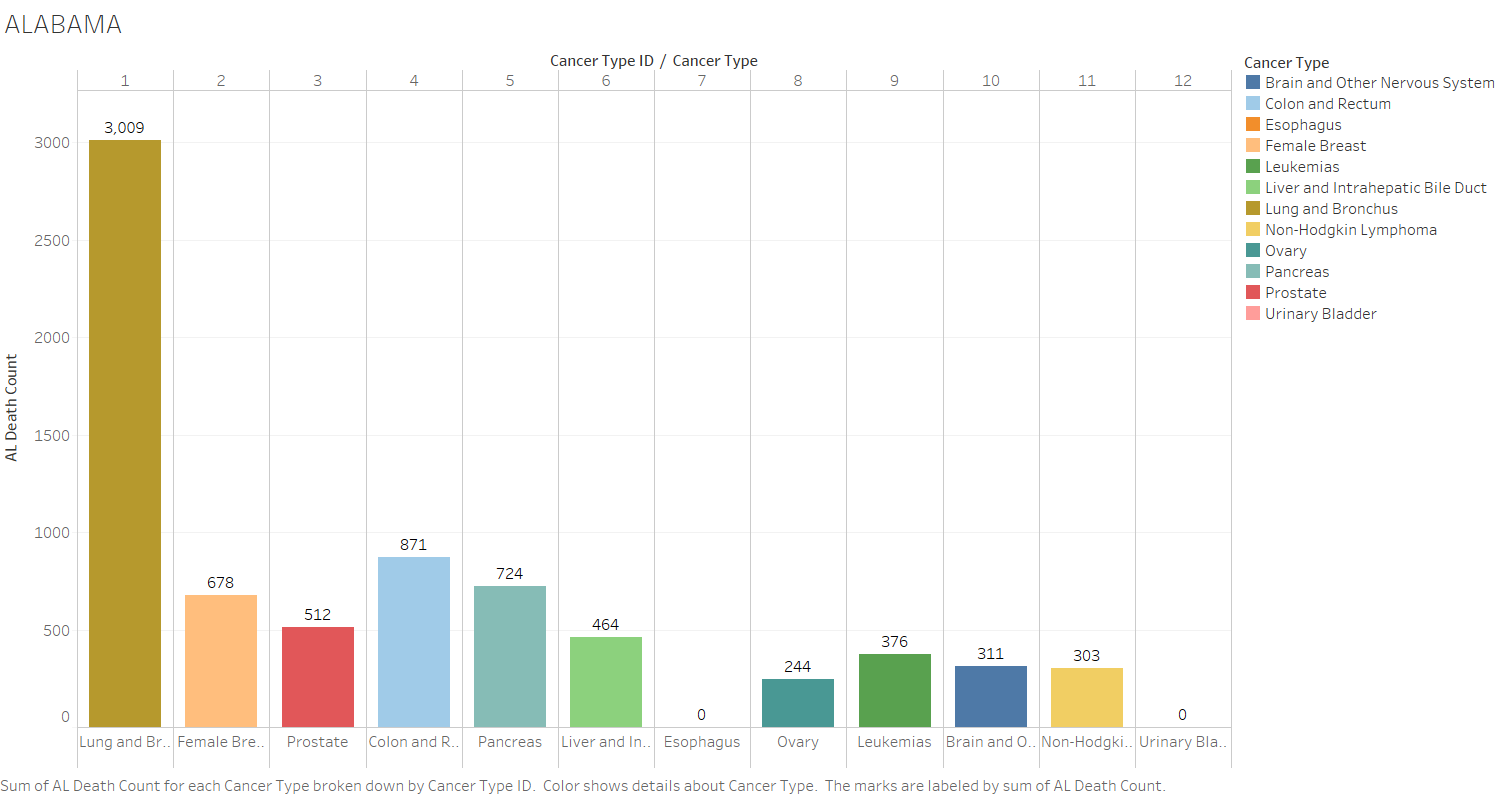 ALABAMA
Cancer Type ID / Cancer Type
1 2 3 4 5 6 7 8 9 10 11 12
AL Death Count
3000
2500
2000
1500
1000
500
0
3,009
678
512
871
724
464
0
244
376
311
303
0
Lung and Br.. Female Bre.. Prostate Colon and R.. Pancreas Liver and In.. Esophagus Ovary Leukemias Brain and O.. Non-Hodgki.. Urinary Bla..
Cancer Type
Brain and Other Nervous System
Colon and Rectum
Esophagus
Female Breast
Leukemias
Liver and Intrahepatic Bile Duct
Lung and Bronchus
Non-Hodgkin Lymphoma
Ovary
Pancreas
Prostate
Urinary Bladder
Sum of AL Death Count for each Cancer Type broken down by Cancer Type ID. Color shows details about Cancer Type. The marks are labeled by sum of AL Death Count.